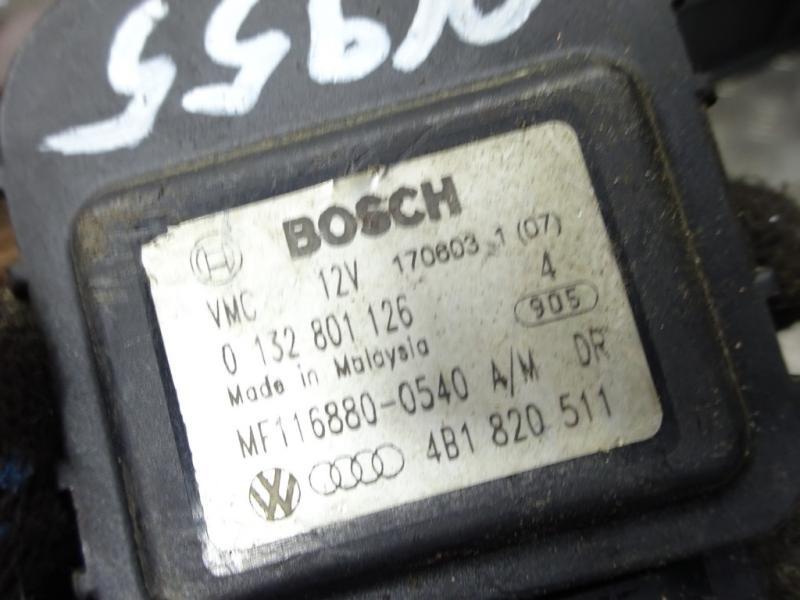 N955
BOSCH
12V 170603 1 (07)
VMC 4
0 132 801 126 905
Made in Malaysia
MF116880-0540 A/M DR
4B1 820 511